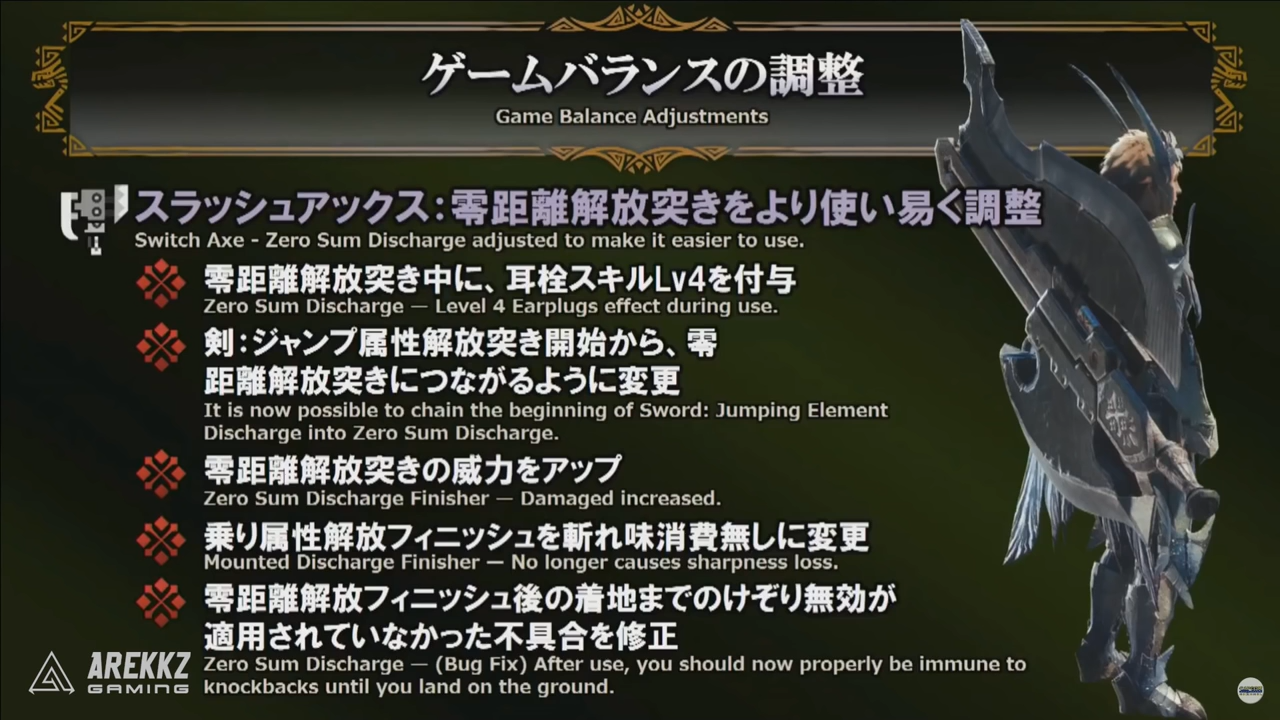 ゲームバランスの調整
Game Balance Adjustments
スラッシュアックス:零距離解放突きをより使い易く調整
Switch Axe - Zero Sum Discharge adjusted to make it easier to use.
零距離解放突き中に、耳栓スキルLv4を付与
Zero Sum Discharge — Level 4 Earplugs effect during use.
剣:ジャンプ属性解放突き開始から、零
距離解放突きにつながるように変更
It is now possible to chain the beginning of Sword: Jumping Element
Discharge into Zero Sum Discharge.
零距離解放突きの威力をアップ
Zero Sum Discharge Finisher — Damaged increased.
乗り属性解放フィニッシュを斬れ味消費無しに変更
Mounted Discharge Finisher — No longer causes sharpness loss.
零距離解放フィニッシュ後の着地までのけぞり無効が
適用されていなかった不具合を修正
Zero Sum Discharge — (Bug Fix) After use, you should now properly be immune to
knockbacks until you land on the ground.
AREKKZ
GAMING